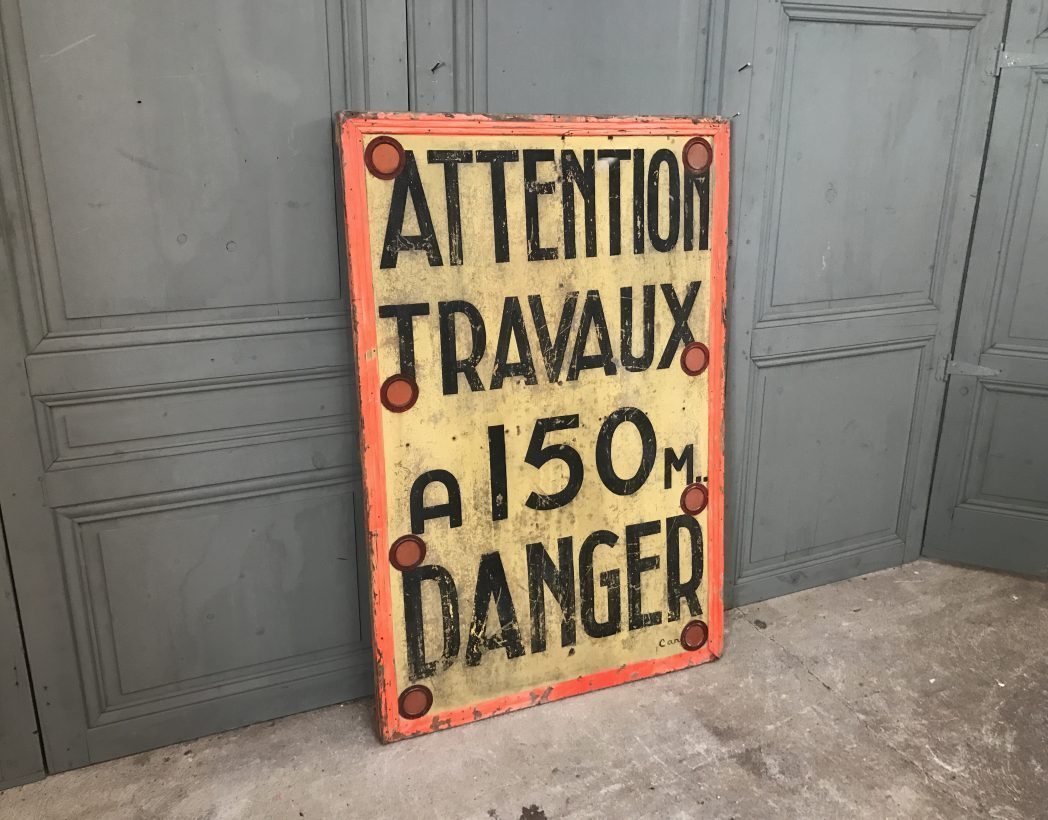 ATTENTION
TRAVAUX
A 150 M..
DANGER